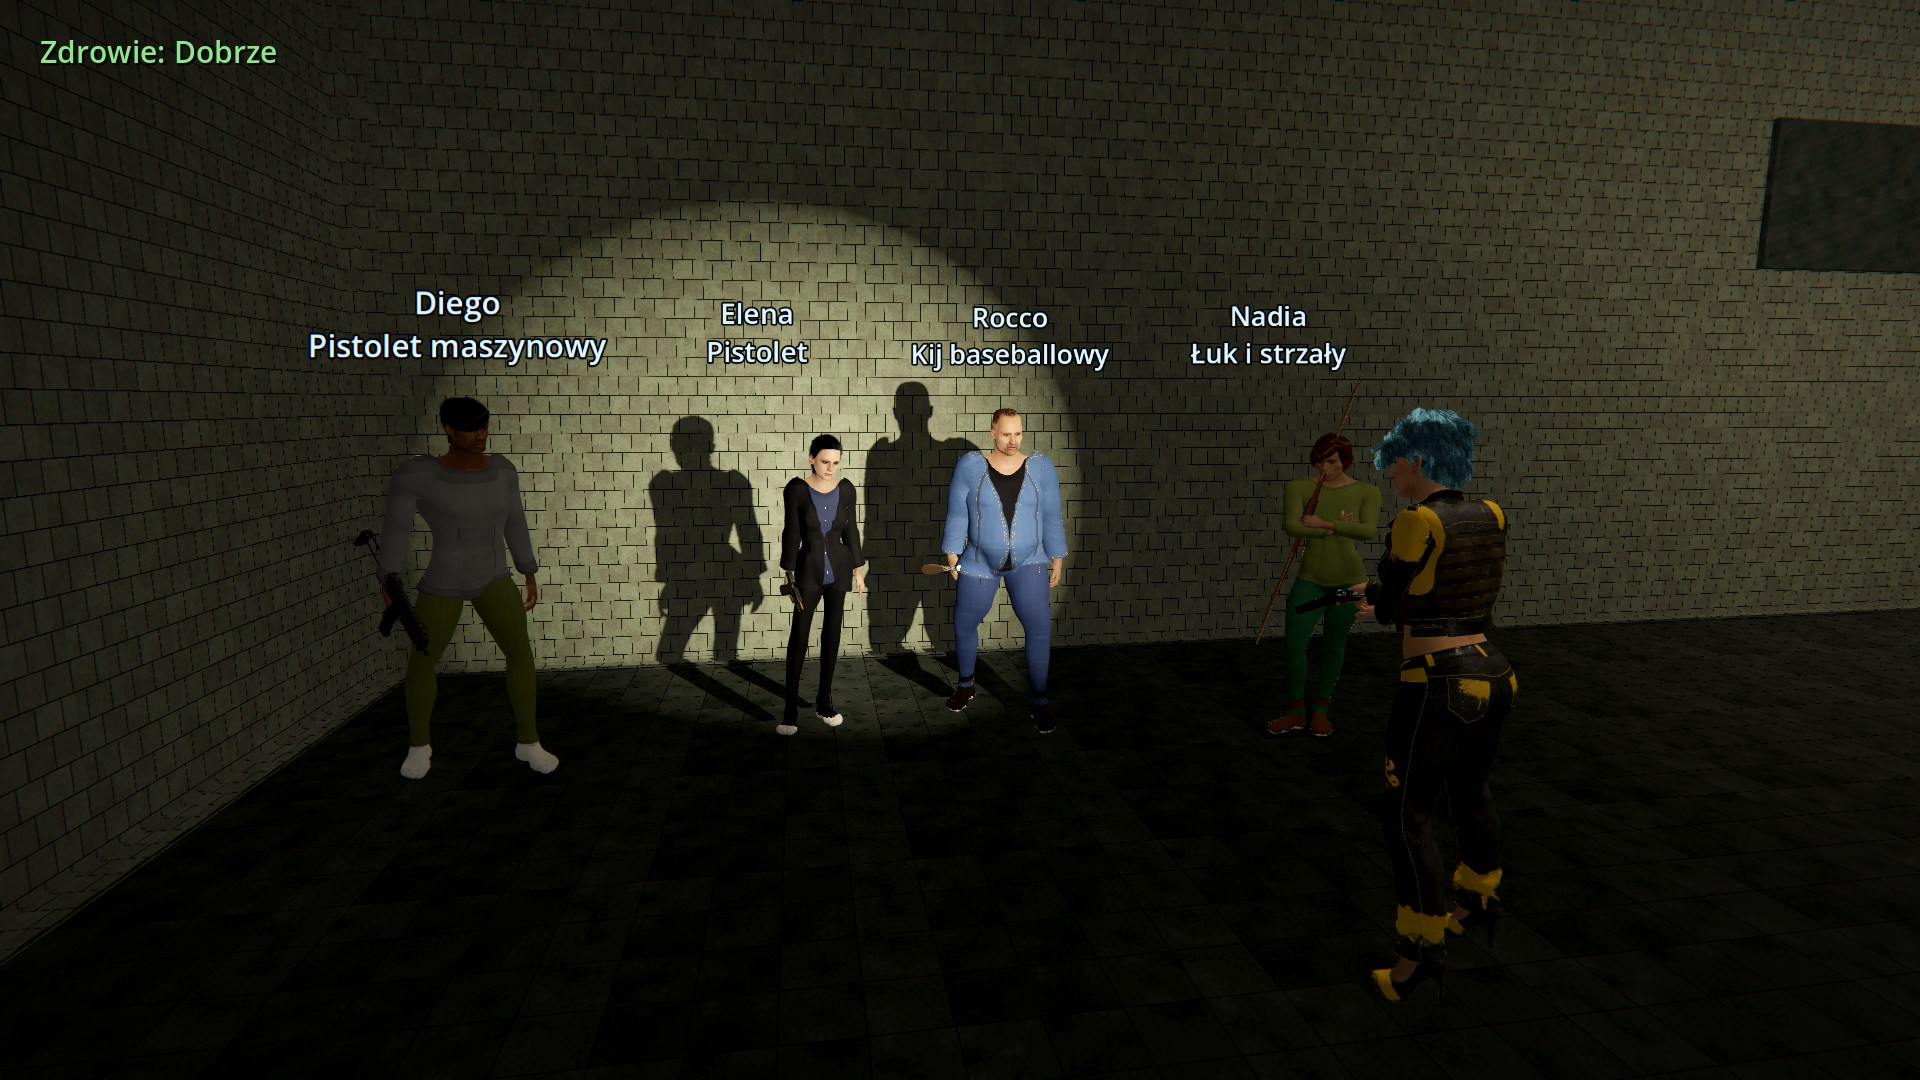 Zdrowie: Dobrze
Diego
Pistolet maszynowy
Elena
Pistolet
Rocco
Kij baseballowy
Nadia
Łuk i strzały